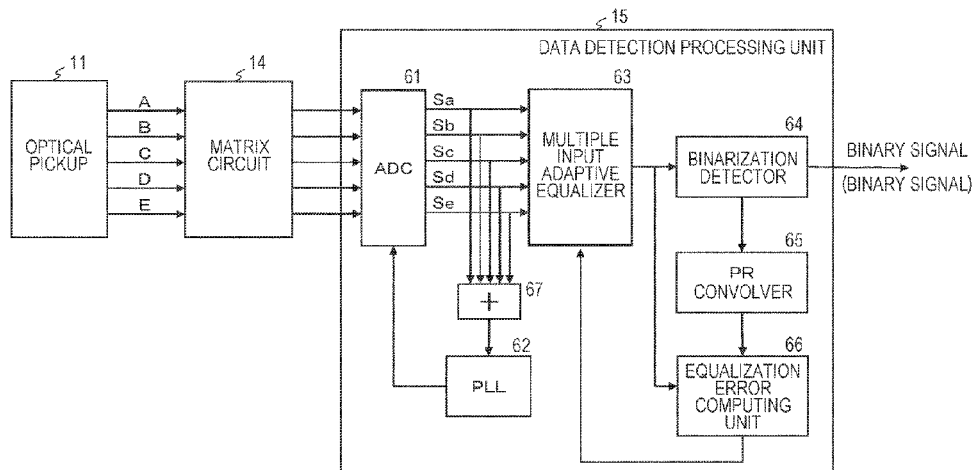 15
DATA DETECTION PROCESSING UNIT
11
14
61
63
64
OPTICAL
PICKUP
A
B
C
D
E
MATRIX
CIRCUIT
ADC
Sa
Sb
Sc
Sd
Se
MULTIPLE
INPUT
ADAPTIVE
EQUALIZER
BINARIZATION
DETECTOR
BINARY SIGNAL
(BINARY SIGNAL)
65
PR
CONVOLVER
67
+
62
PLL
66
EQUALIZATION
ERROR
COMPUTING
UNIT